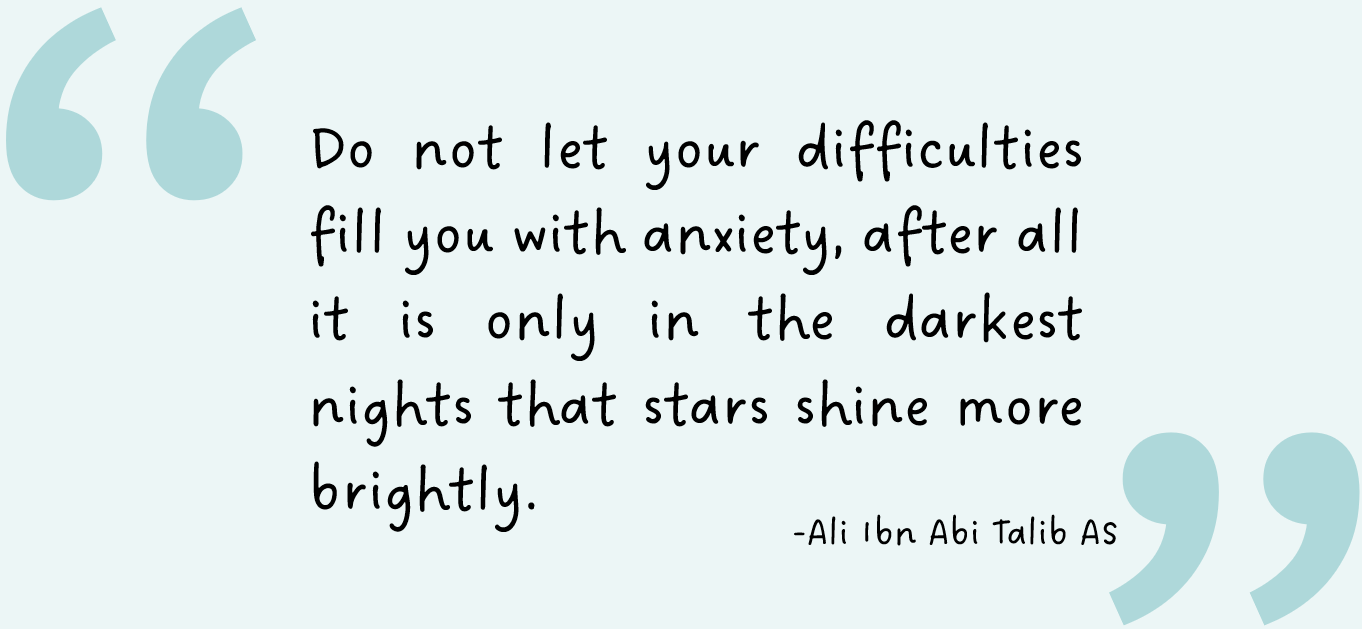 Do not let your difficulties
fill you with anxiety, after all
it is only in the darkest
nights that stars shine more
brightly.
-Ali Ibn Abi Talib AS